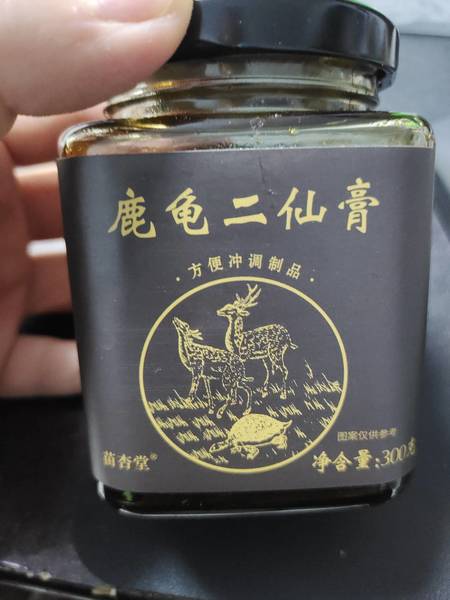 鹿龟二仙膏
·方便冲调制品·
图案仅供参考
蔺杏堂®
净含量:300克